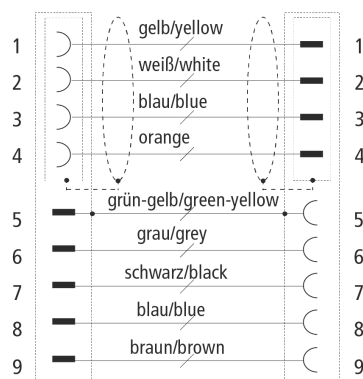 1 gelb/yellow 1
2 weiß/white 2
3 blau/blue 3
4 orange 4
5 grün-gelb/green-yellow 5
6 grau/grey 6
7 schwarz/black 7
8 blau/blue 8
9 braun/brown 9